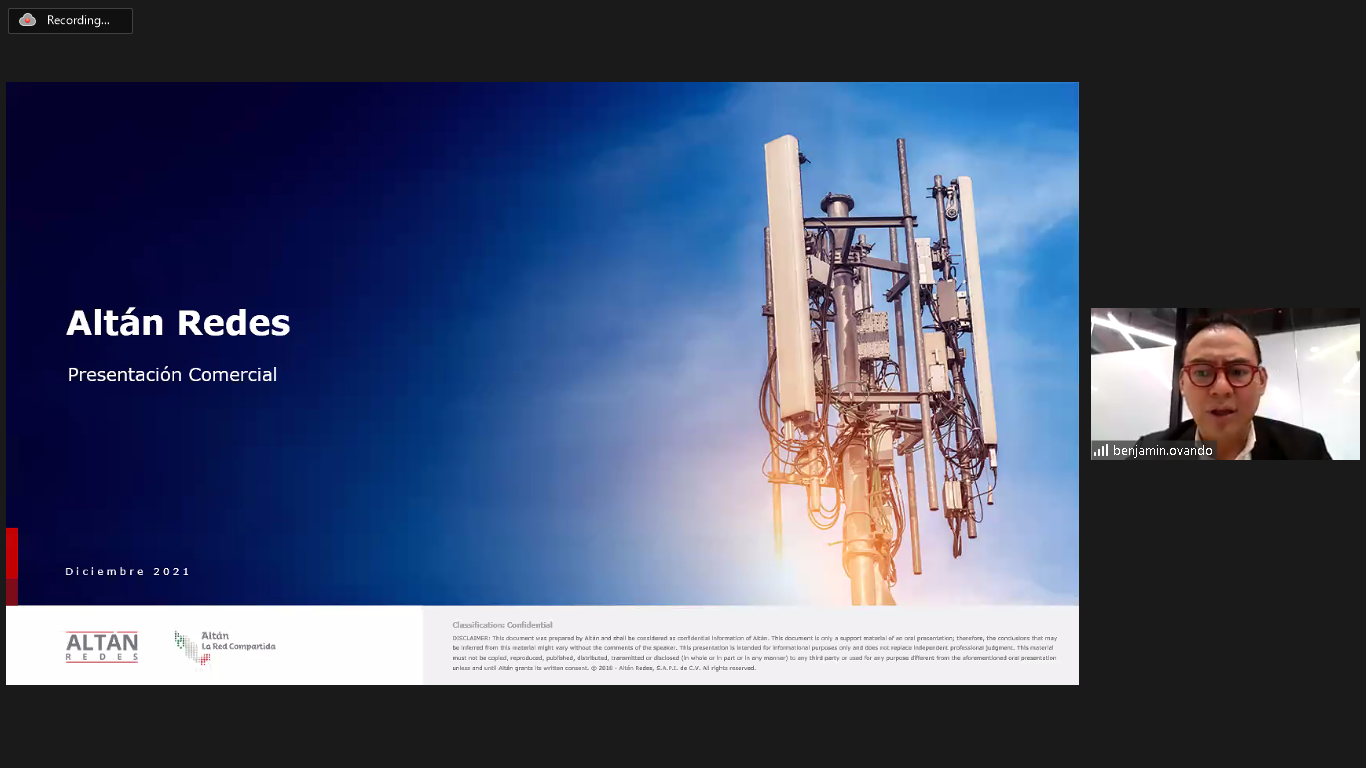 Recording...
Altán Redes
Presentación Comercial
Diciembre 2021
ALTÁN
REDES
Altán
La Red Compartida
Classification: Confidential
DISCLAIMER: This document was prepared by Altán and shall be considered as confidential information of Altán. This document is only a support material of an oral presentation; therefore, the conclusions that may
be inferred from this material might vary without the comments of the speaker. This presentation is intended for informational purposes only and does not replace independent professional judgment. This material
must not be copied, reproduced, published, distributed, transmitted or disclosed (in whole or in part or in any manner) to any third party or used for any purpose different from the aforementioned oral presentation
unless and until Altán grants its written consent. © 2016 - Altán Redes, S.A.P.I. de C.V. All rights reserved.
benjamin.ovando